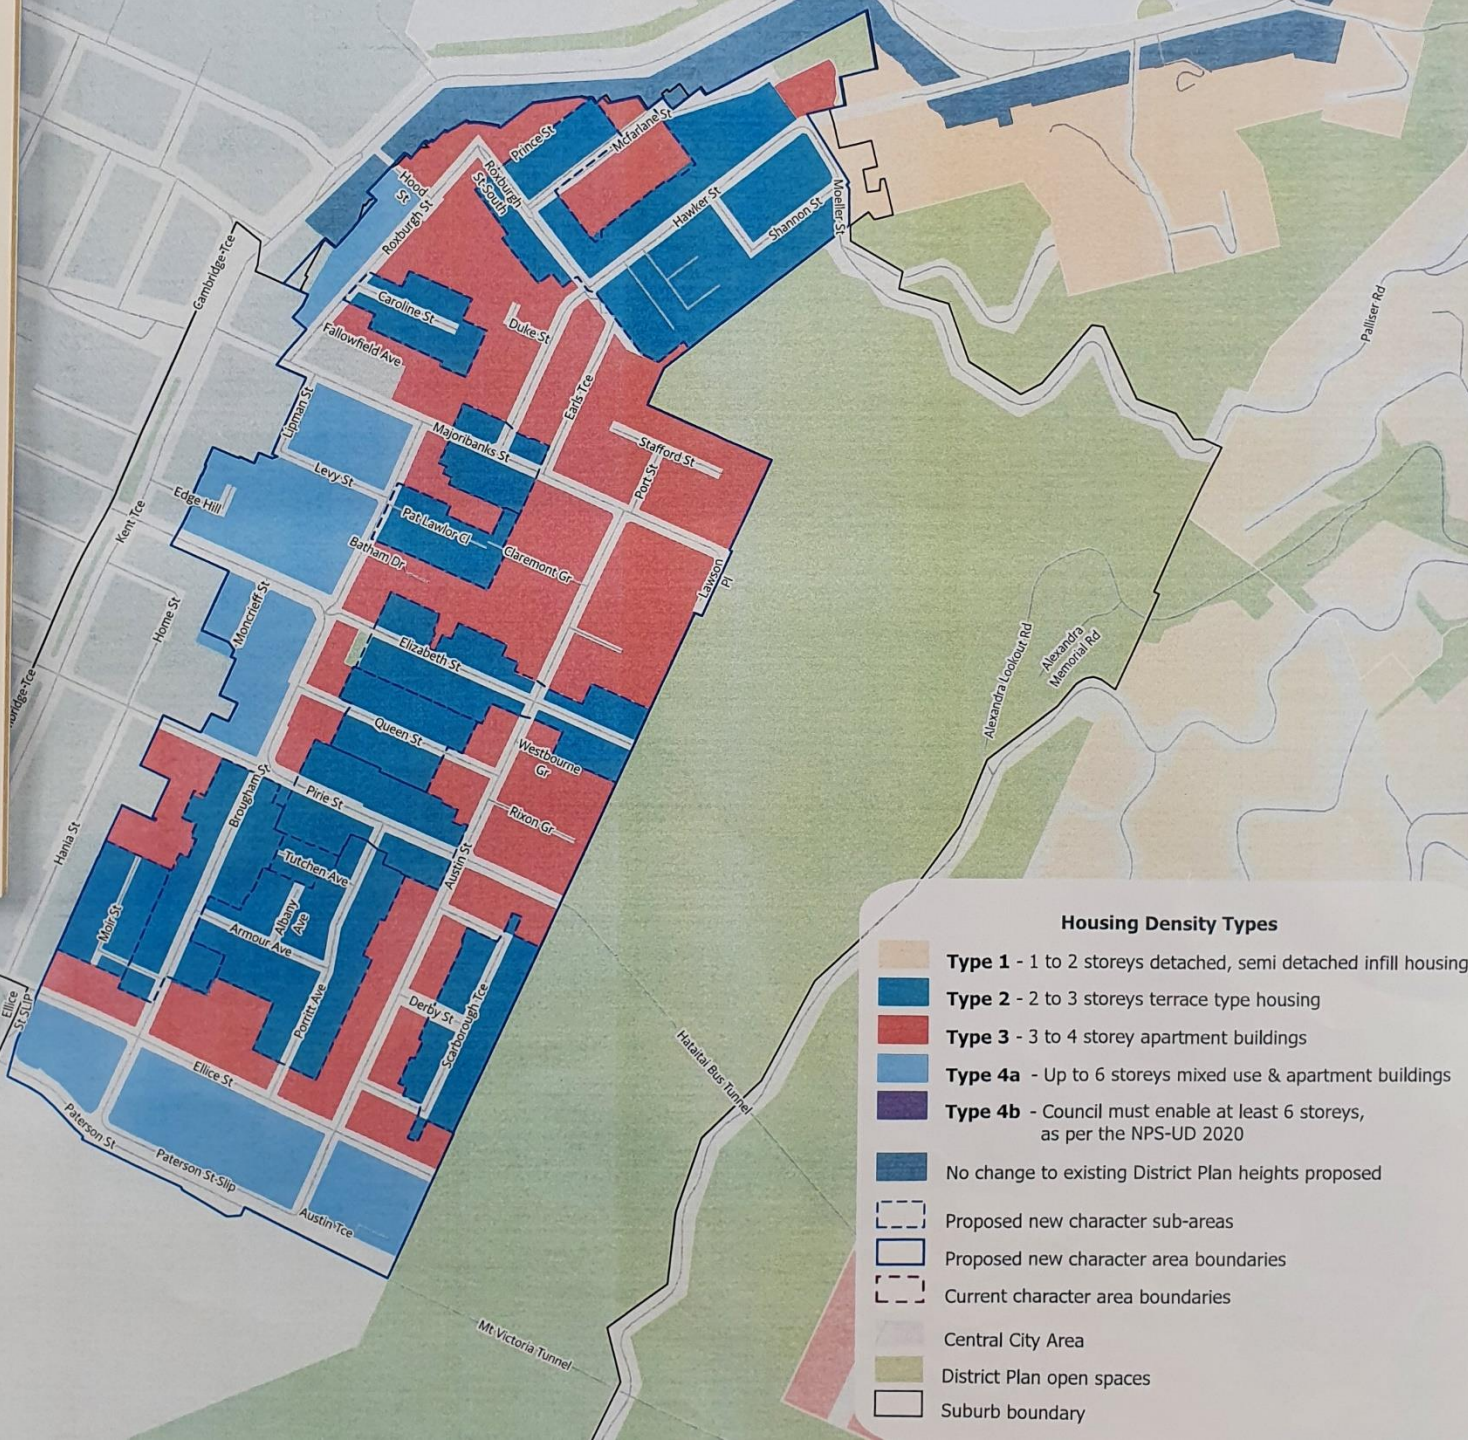 Prince St
Mcfarlane St
Hood
St
Roxburgh
St South
Roxburgh St
Hawker St
Shannon St
Moeller St
Cambridge Tce
Caroline St
Fallowfield Ave
Duke St
Earls Tce
Palliser Rd
Lipman St
Majoribanks St
Stafford St
Port St
Levy St
Edge Hill
Kent Tce
Pat Lawlor Cl
Batham Dr
Claremont Gr
Lawson
Pl
Home St
Moncrieff St
Elizabeth St
Alexandra Lookout Rd
Alexandra
Memorial Rd
bridge Tce
Queen St
Westbourne
Gr
Brougham St
Pirie St
Rixon Gr
Hania St
Tutchen Ave
Austin St
Moir St
Albany
Ave
Armour Ave
Ellice
St SLIP
Porritt Ave
Derby St
Scarborough Tce
Hataitai Bus Tunnel
Ellice St
Paterson St
Paterson St Slip
Austin Tce
Mt Victoria Tunnel
Housing Density Types
Type 1 - 1 to 2 storeys detached, semi detached infill housing
Type 2 - 2 to 3 storeys terrace type housing
Type 3 - 3 to 4 storey apartment buildings
Type 4a - Up to 6 storeys mixed use & apartment buildings
Type 4b - Council must enable at least 6 storeys,
as per the NPS-UD 2020
No change to existing District Plan heights proposed
Proposed new character sub-areas
Proposed new character area boundaries
Current character area boundaries
Central City Area
District Plan open spaces
Suburb boundary